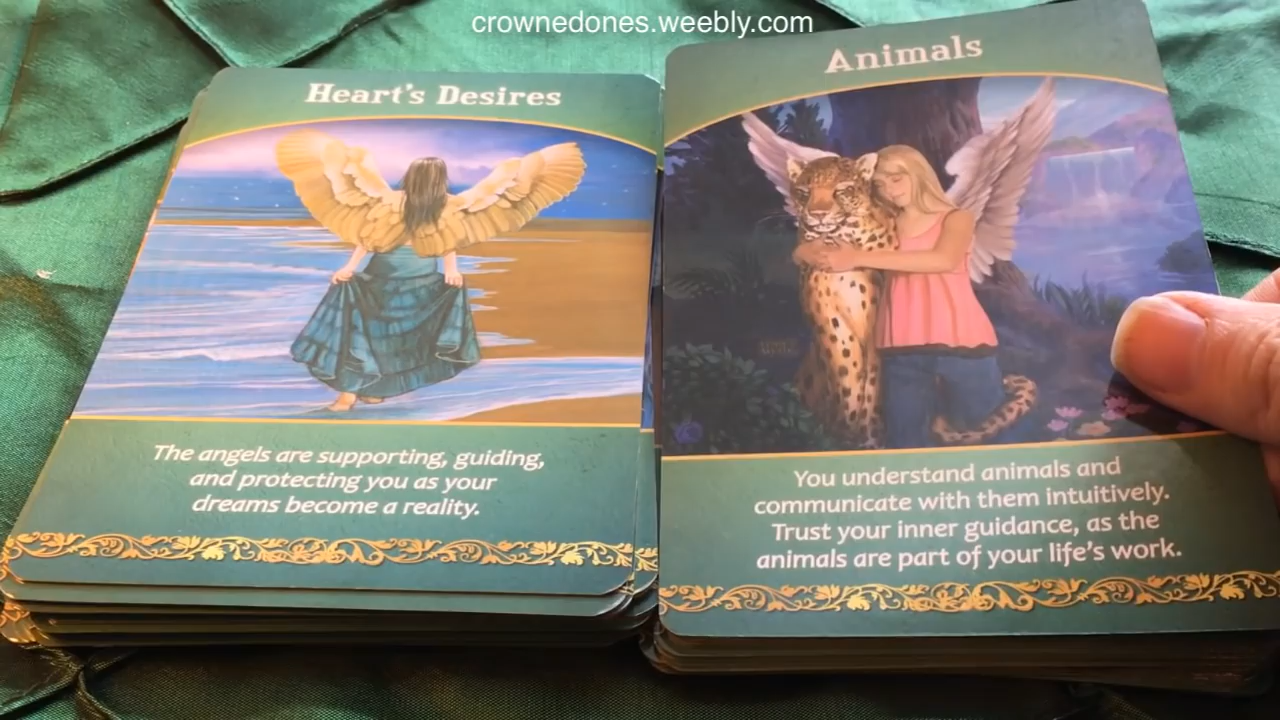 crownedones.weebly.com
Heart's Desires
The angels are supporting, guiding,
and protecting you as your
dreams become a reality.
Animals
You understand animals and
communicate with them intuitively.
Trust your inner guidance, as the
animals are part of your life's work.